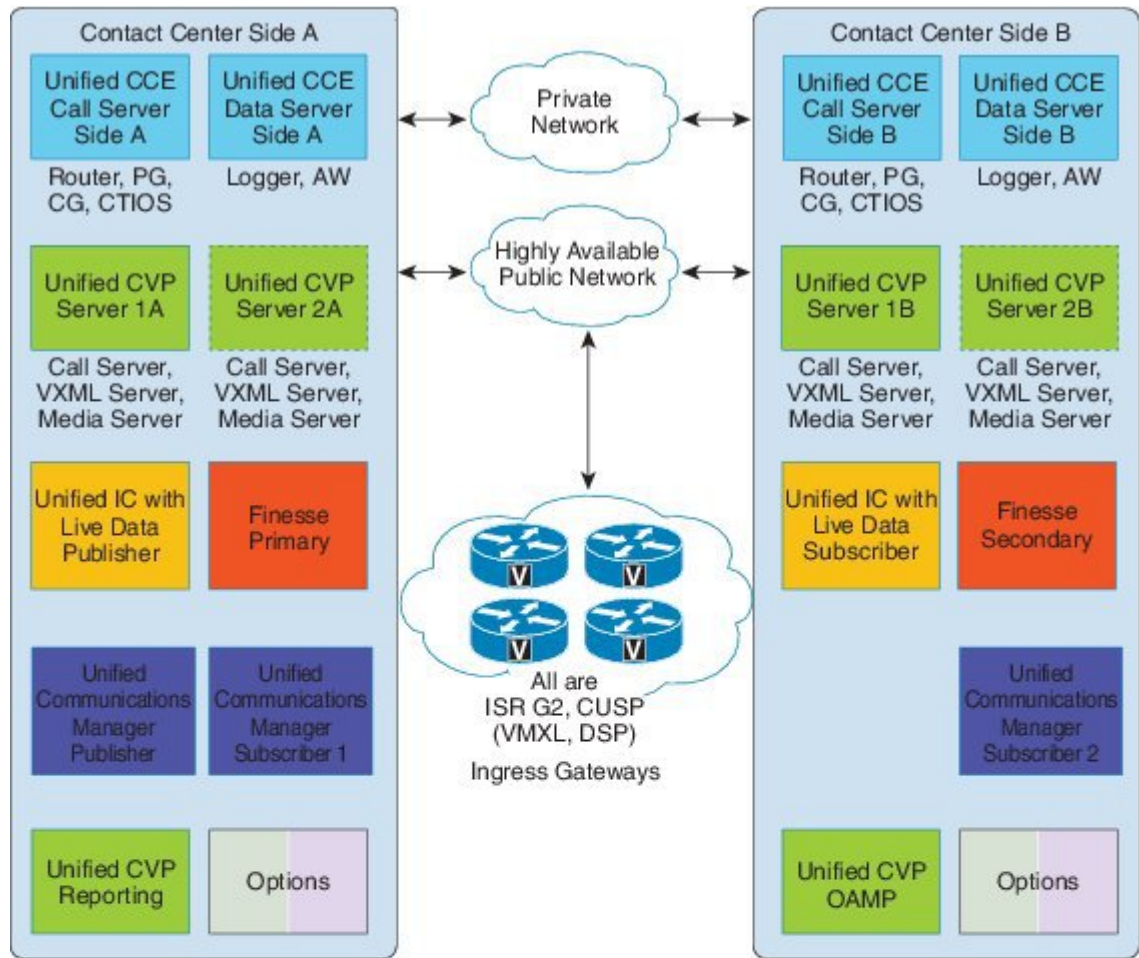 Contact Center Side A
Unified CCE
Call Server
Side A
Unified CCE
Data Server
Side A
Router, PG,
CG, CTIOS
Logger, AW
Unified CVP
Server 1A
Unified CVP
Server 2A
Call Server,
VXML Server,
Media Server
Call Server,
VXML Server,
Media Server
Unified IC with
Live Data
Publisher
Finesse
Primary
Unified
Communications
Manager
Publisher
Unified
Communications
Manager
Subscriber 1
Unified CVP
Reporting
Options
Private
Network
Highly Available
Public Network
V
V
V
V
All are
ISR G2, CUSP
(VMXL, DSP)
Ingress Gateways
Contact Center Side B
Unified CCE
Call Server
Side B
Unified CCE
Data Server
Side B
Router, PG,
CG, CTIOS
Logger, AW
Unified CVP
Server 1B
Unified CVP
Server 2B
Call Server,
VXML Server,
Media Server
Call Server,
VXML Server,
Media Server
Unified IC with
Live Data
Subscriber
Finesse
Secondary
Unified
Communications
Manager
Subscriber 2
Unified CVP
OAMP
Options